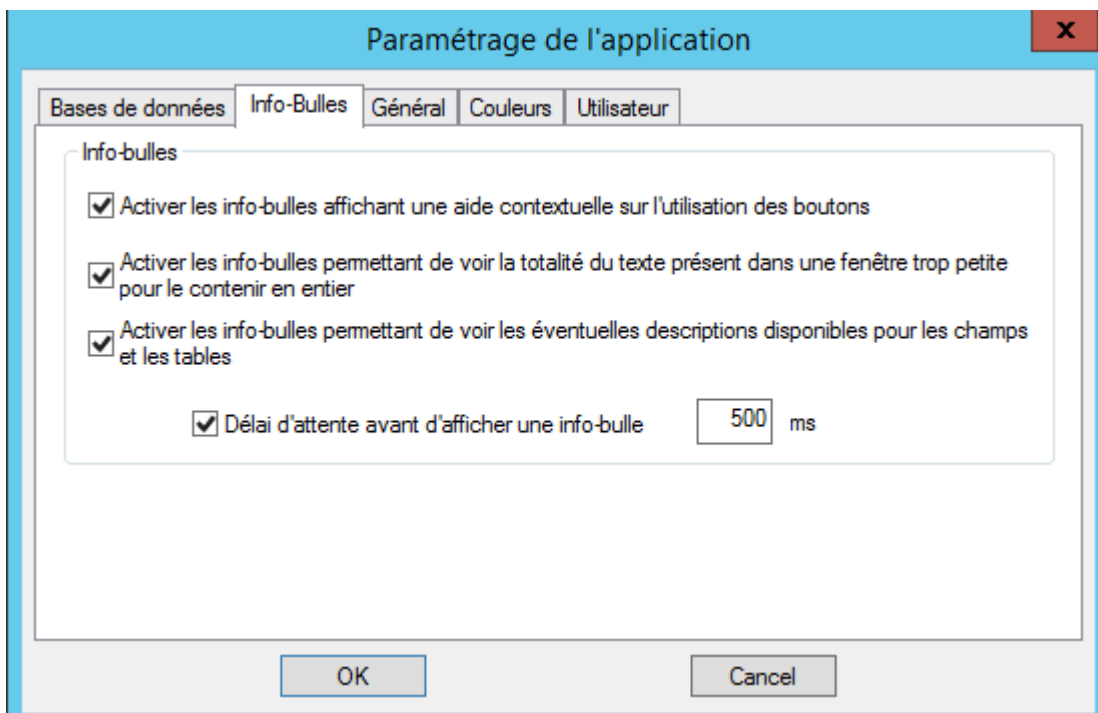 Paramétrage de l'application
x
Bases de données Info-Bulles Général Couleurs Utilisateur
Info-bulles
Activer les info-bulles affichant une aide contextuelle sur l'utilisation des boutons
Activer les info-bulles permettant de voir la totalité du texte présent dans une fenêtre trop petite
pour le contenir en entier
Activer les info-bulles permettant de voir les éventuelles descriptions disponibles pour les champs
et les tables
Délai d'attente avant d'afficher une info-bulle 500 ms
OK Cancel